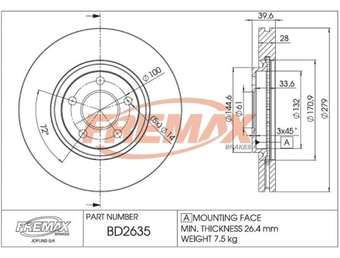 39,6
28
33,6
Ø144,6
Ø61
Ø132
Ø170,9
Ø279
3x45°
A
Ø100
72°
(5x) Ø14
FREMAX
BRAKES
FREMAX
JOYUND S/A
PART NUMBER
BD2635
A MOUNTING FACE
MIN. THICKNESS 26.4 mm
WEIGHT 7.5 kg